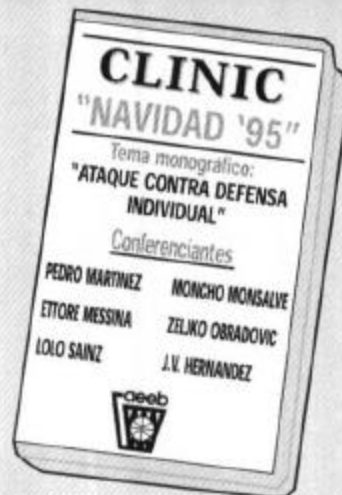 CLINIC
"NAVIDAD '95"
Tema monográfico:
"ATAQUE CONTRA DEFENSA
INDIVIDUAL"
Conferenciantes
PEDRO MARTINEZ
MONCHO MONSALVE
ETTORE MESSINA
ZELJKO OBRADOVIC
LOLO SAINZ
J.V. HERNANDEZ
aeeb